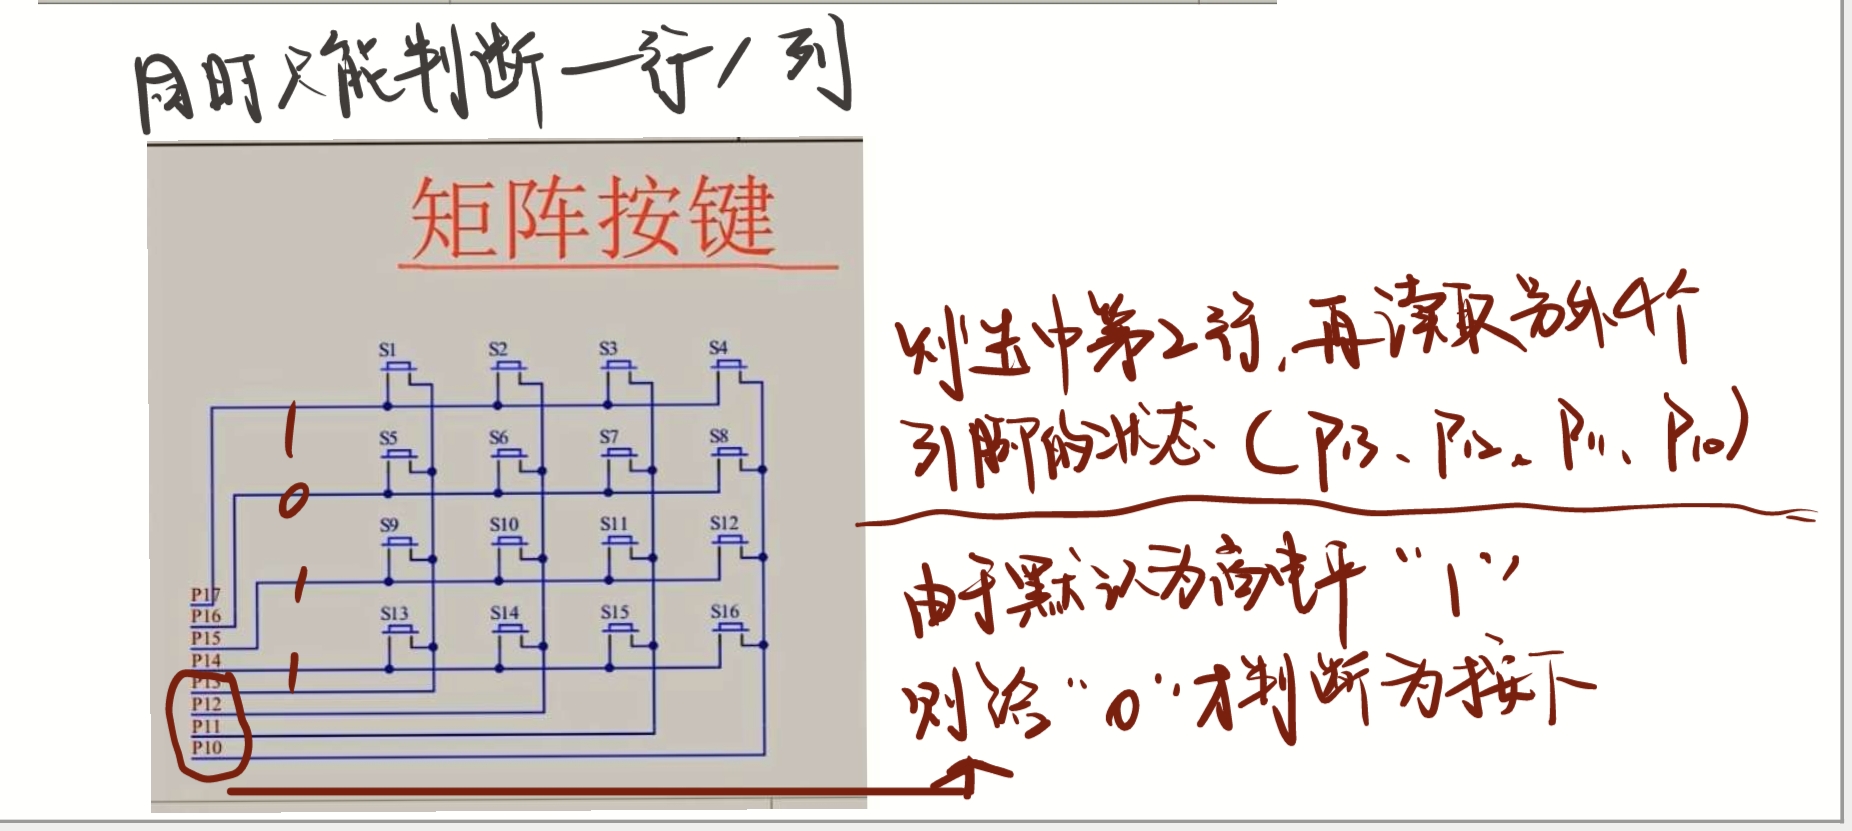 同时只能判断一行/列
矩阵按键
S1 S2 S3 S4
S5 S6 S7 S8
S9 S10 S11 S12
S13 S14 S15 S16
P17
P16
P15
P14
P13
P12
P11
P10
1
0
1
1
则选中第2行,再读取另外4个
引脚的状态(P13、P12、P11、P10)
由于默认为高电平“1”
则给“0”才判断为按下